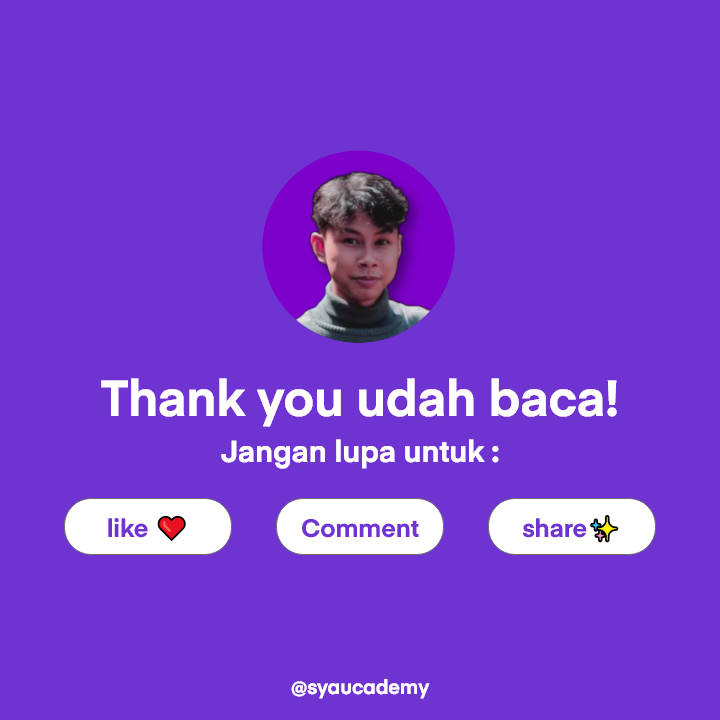 Thank you udah baca!
Jangan lupa untuk :
like ❤️ Comment share✨
@syaucademy